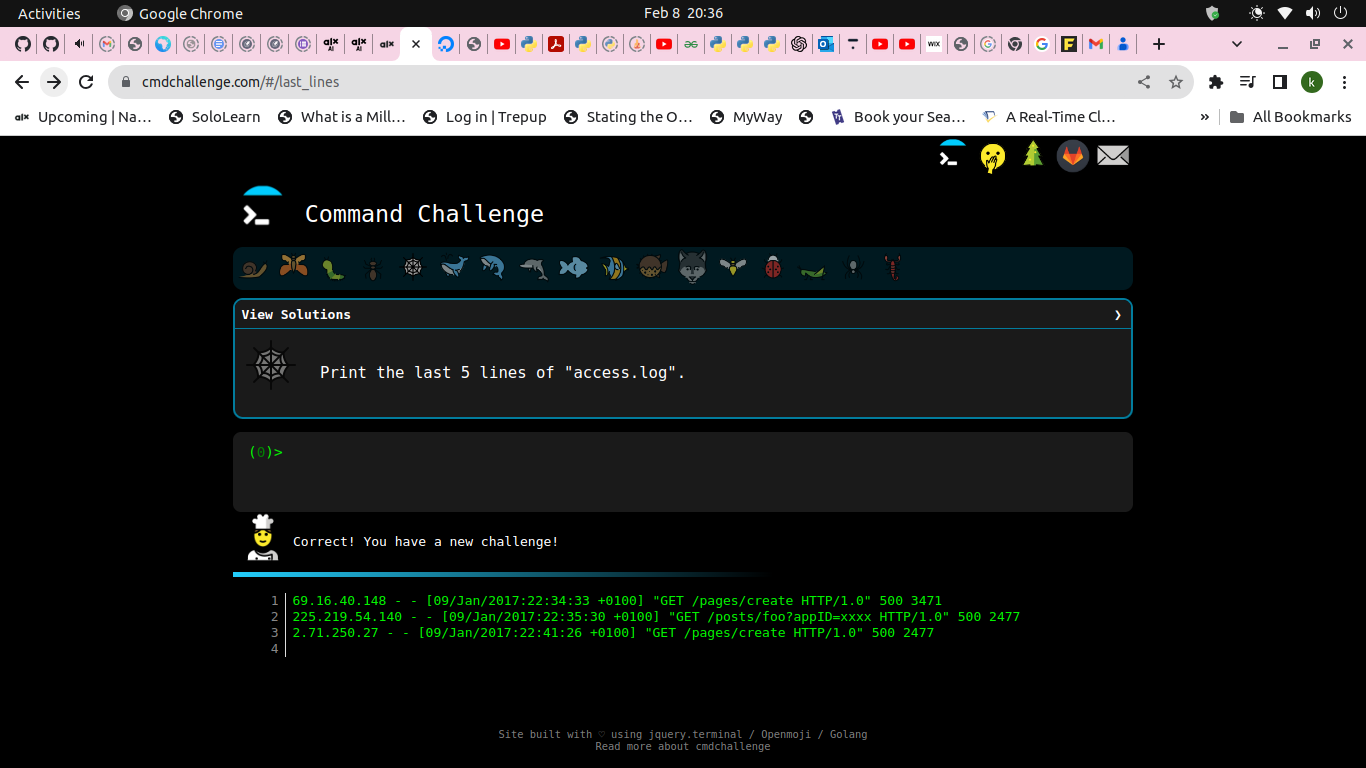 Activities
Google Chrome
Feb 8 20:36
cmdchallenge.com/#/last_lines
k
Upcoming | Na…
SoloLearn
What is a Mill…
Log in | Trepup
Stating the O…
MyWay
Book your Sea…
A Real-Time Cl…
»
All Bookmarks
Command Challenge
View Solutions
Print the last 5 lines of "access.log".
(0)>
Correct! You have a new challenge!
1 69.16.40.148 - - [09/Jan/2017:22:34:33 +0100] "GET /pages/create HTTP/1.0" 500 3471
2 225.219.54.140 - - [09/Jan/2017:22:35:30 +0100] "GET /posts/foo?appID=xxxx HTTP/1.0" 500 2477
3 2.71.250.27 - - [09/Jan/2017:22:41:26 +0100] "GET /pages/create HTTP/1.0" 500 2477
4
Site built with ♡ using jquery.terminal / Openmoji / Golang
Read more about cmdchallenge